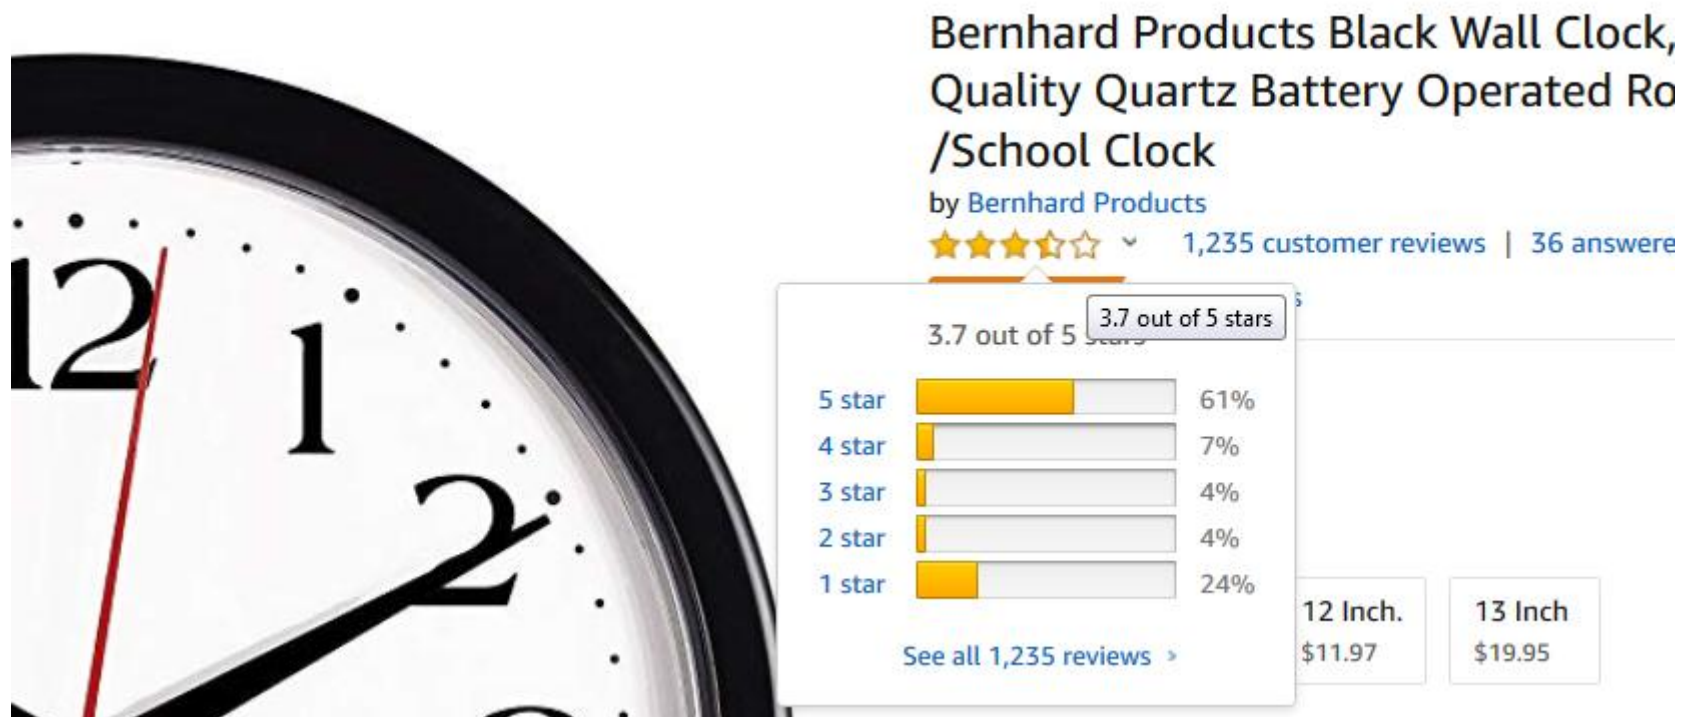 Bernhard Products Black Wall Clock,
Quality Quartz Battery Operated Ro
/School Clock
by Bernhard Products
1,235 customer reviews | 36 answere
3.7 out of 5 stars
3.7 out of 5
5 star 61%
4 star 7%
3 star 4%
2 star 4%
1 star 24%
See all 1,235 reviews
12 Inch.
$11.97
13 Inch
$19.95
12
1
2